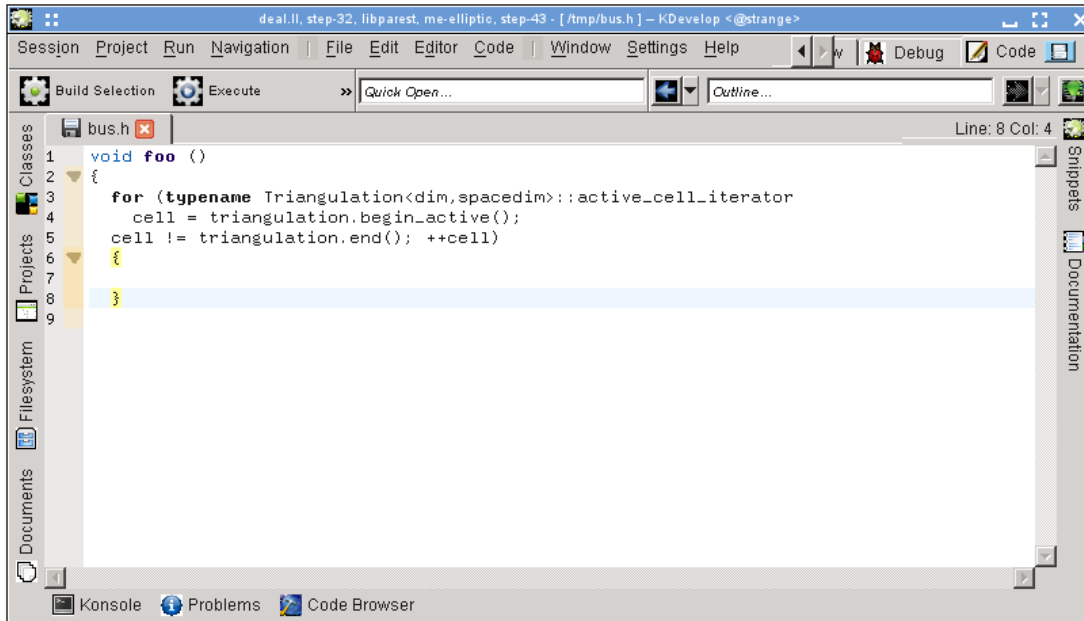 deal.II, step-32, libparest, me-elliptic, step-43 - [ /tmp/bus.h ] – KDevelop <@strange>
Session Project Run Navigation | File Edit Editor Code | Window Settings Help Debug Code
Build Selection Execute » Quick Open... Outline...
bus.h Line: 8 Col: 4
1 void foo ()
2 {
3 for (typename Triangulation<dim,spacedim>::active_cell_iterator
4 cell = triangulation.begin_active();
5 cell != triangulation.end(); ++cell)
6 {
7
8 }
9
Classes
Projects
Filesystem
Documents
Snippets
Documentation
Konsole Problems Code Browser